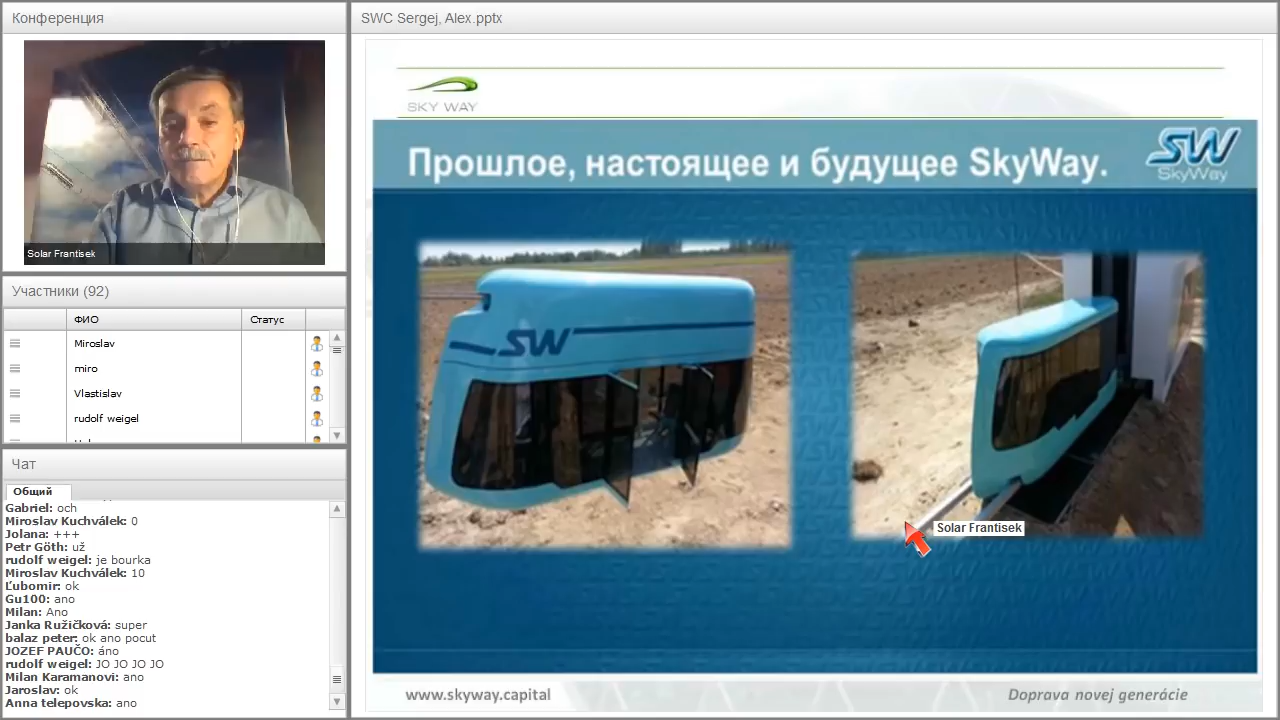 Конференция
Solar Frantisek
Участники (92)
ФИО
Статус
Miroslav
miro
Vlastislav
rudolf weigel
Чат
Общий
Gabriel: och
Miroslav Kuchválek: 0
Jolana: +++
Petr Göth: už
rudolf weigel: je bourka
Miroslav Kuchválek: 10
Ľubomir: ok
Gu100: ano
Milan: Ano
Janka Ružičková: super
balaz peter: ok ano pocut
JOZEF PAUČO: áno
rudolf weigel: JO JO JO JO
Milan Karamanovi: ano
Jaroslav: ok
Anna telepovska: ano
SWC Sergej, Alex.pptx
SKY WAY
Прошлое, настоящее и будущее SkyWay.
SW
SkyWay
SW
Solar Frantisek
www.skyway.capital
Doprava novej generácie